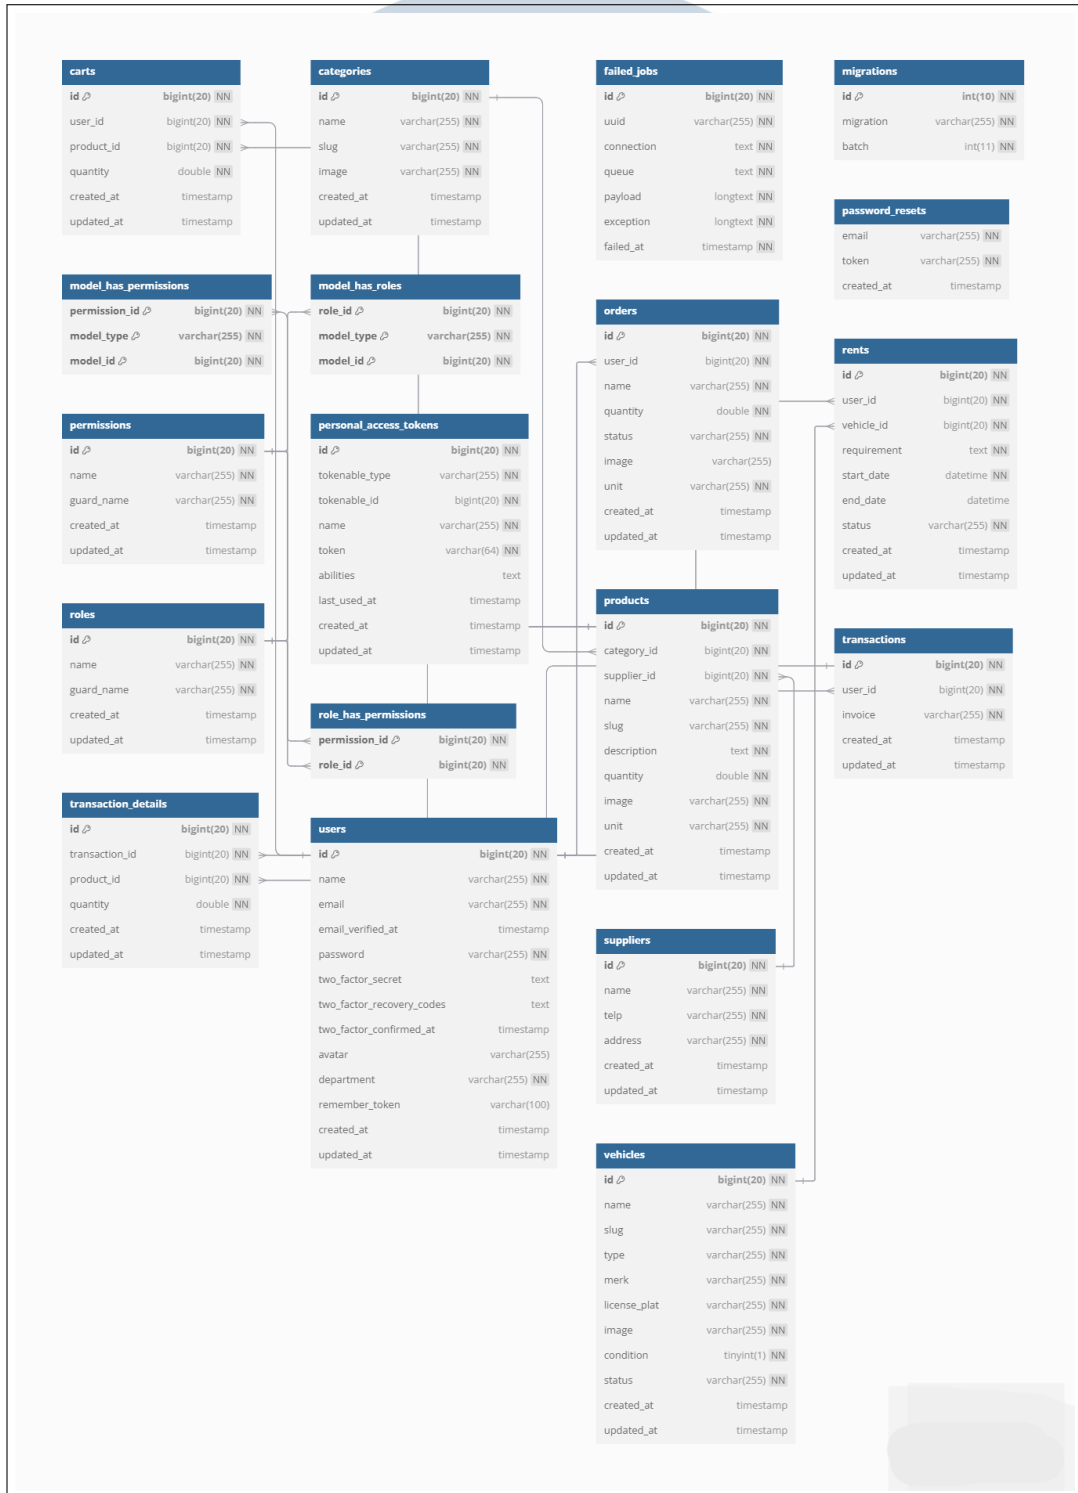 carts
id bigint(20) NN
user_id bigint(20) NN
product_id bigint(20) NN
quantity double NN
created_at timestamp
updated_at timestamp
categories
id bigint(20) NN
name varchar(255) NN
slug varchar(255) NN
image varchar(255) NN
created_at timestamp
updated_at timestamp
failed_jobs
id bigint(20) NN
uuid varchar(255) NN
connection text NN
queue text NN
payload longtext NN
exception longtext NN
failed_at timestamp NN
migrations
id int(10) NN
migration varchar(255) NN
batch int(11) NN
password_resets
email varchar(255) NN
token varchar(255) NN
created_at timestamp
model_has_permissions
permission_id bigint(20) NN
model_type varchar(255) NN
model_id bigint(20) NN
model_has_roles
role_id bigint(20) NN
model_type varchar(255) NN
model_id bigint(20) NN
orders
id bigint(20) NN
user_id bigint(20) NN
name varchar(255) NN
quantity double NN
status varchar(255) NN
image varchar(255)
unit varchar(255) NN
created_at timestamp
updated_at timestamp
rents
id bigint(20) NN
user_id bigint(20) NN
vehicle_id bigint(20) NN
requirement text NN
start_date datetime NN
end_date datetime
status varchar(255) NN
created_at timestamp
updated_at timestamp
permissions
id bigint(20) NN
name varchar(255) NN
guard_name varchar(255) NN
created_at timestamp
updated_at timestamp
personal_access_tokens
id bigint(20) NN
tokenable_type varchar(255) NN
tokenable_id bigint(20) NN
name varchar(255) NN
token varchar(64) NN
abilities text
last_used_at timestamp
created_at timestamp
updated_at timestamp
products
id bigint(20) NN
category_id bigint(20) NN
supplier_id bigint(20) NN
name varchar(255) NN
slug varchar(255) NN
description text NN
quantity double NN
image varchar(255) NN
unit varchar(255) NN
created_at timestamp
updated_at timestamp
transactions
id bigint(20) NN
user_id bigint(20) NN
invoice varchar(255) NN
created_at timestamp
updated_at timestamp
roles
id bigint(20) NN
name varchar(255) NN
guard_name varchar(255) NN
created_at timestamp
updated_at timestamp
role_has_permissions
permission_id bigint(20) NN
role_id bigint(20) NN
transaction_details
id bigint(20) NN
transaction_id bigint(20) NN
product_id bigint(20) NN
quantity double NN
created_at timestamp
updated_at timestamp
users
id bigint(20) NN
name varchar(255) NN
email varchar(255) NN
email_verified_at timestamp
password varchar(255) NN
two_factor_secret text
two_factor_recovery_codes text
two_factor_confirmed_at timestamp
avatar varchar(255)
department varchar(255) NN
remember_token varchar(100)
created_at timestamp
updated_at timestamp
suppliers
id bigint(20) NN
name varchar(255) NN
telp varchar(255) NN
address varchar(255) NN
created_at timestamp
updated_at timestamp
vehicles
id bigint(20) NN
name varchar(255) NN
slug varchar(255) NN
type varchar(255) NN
merk varchar(255) NN
license_plat varchar(255) NN
image varchar(255) NN
condition tinyint(1) NN
status varchar(255) NN
created_at timestamp
updated_at timestamp